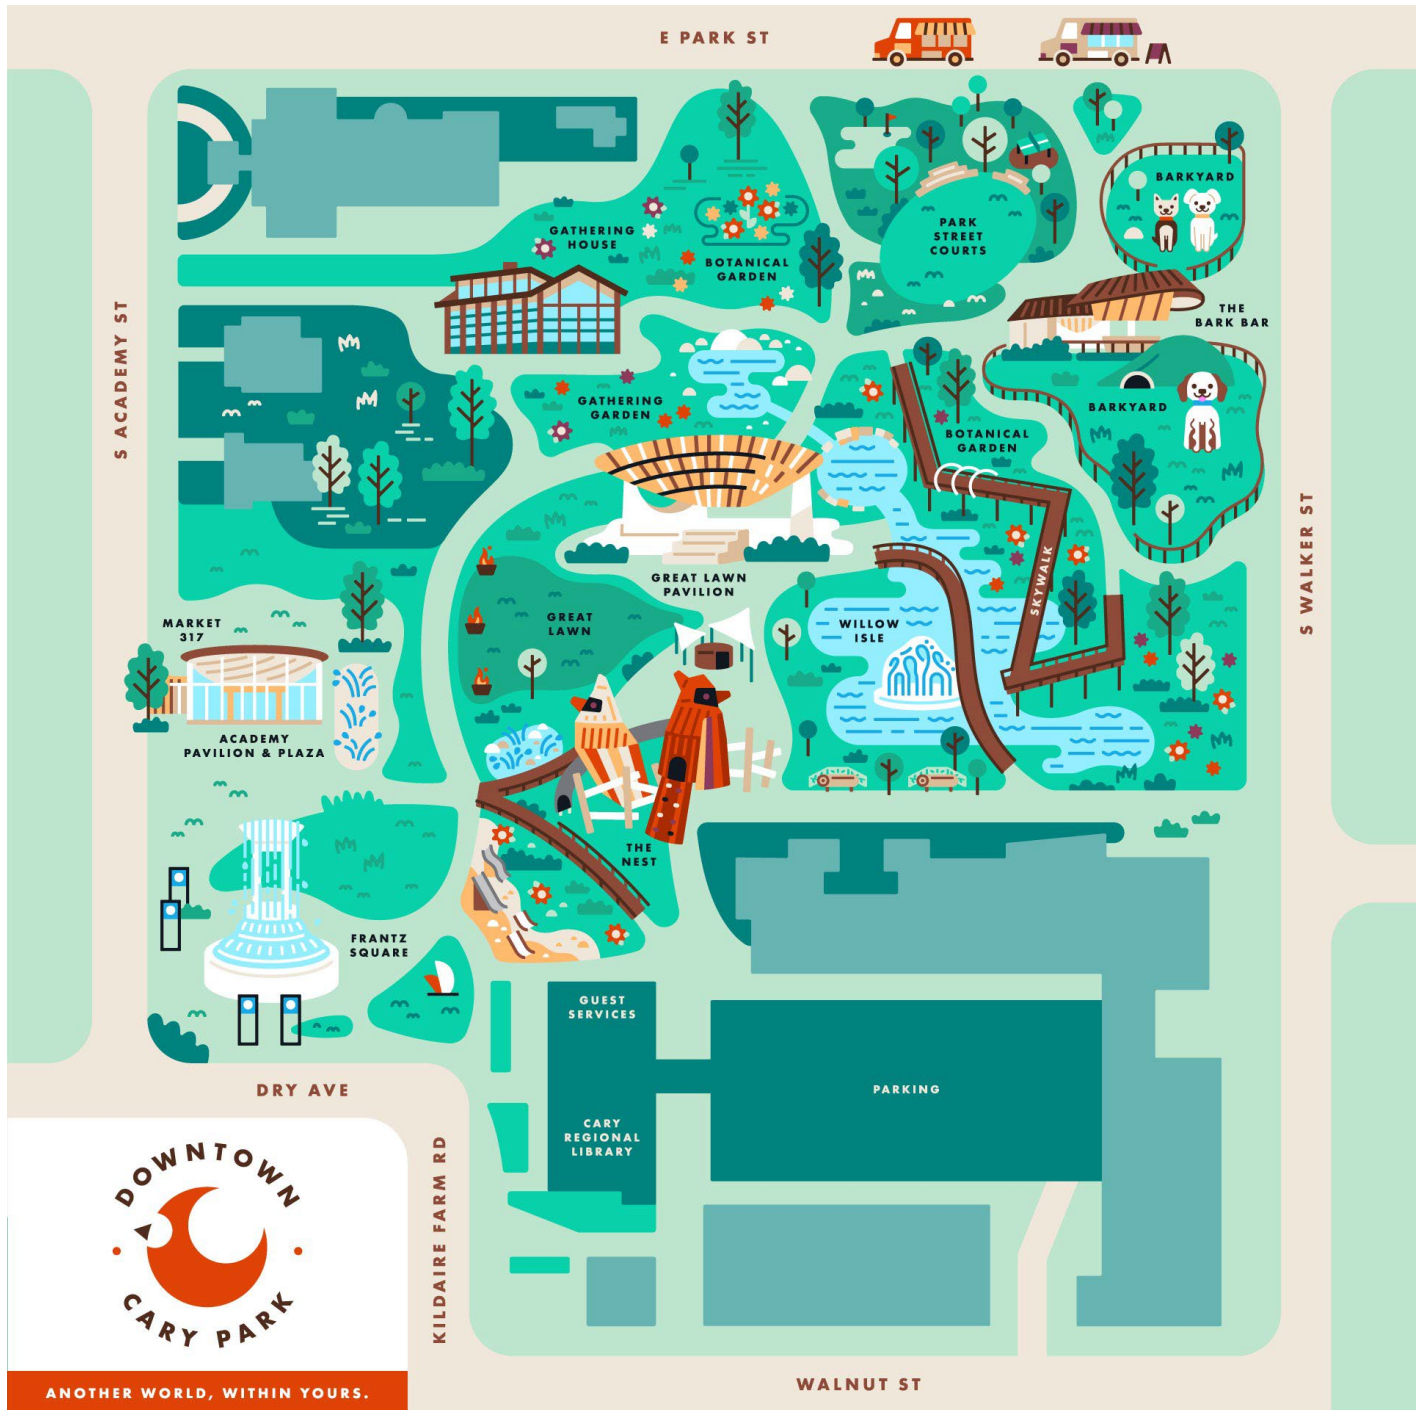 E PARK ST
BARKYARD
GATHERING
HOUSE
PARK
STREET
COURTS
BOTANICAL
GARDEN
THE
BARK BAR
S ACADEMY ST
GATHERING
GARDEN
BARKYARD
BOTANICAL
GARDEN
S WALKER ST
SKYWALK
GREAT LAWN
PAVILION
MARKET
317
GREAT
LAWN
WILLOW
ISLE
ACADEMY
PAVILION & PLAZA
THE
NEST
FRANTZ
SQUARE
GUEST
SERVICES
PARKING
CARY
REGIONAL
LIBRARY
DRY AVE
KILDAIRE FARM RD
DOWNTOWN
CARY PARK
ANOTHER WORLD, WITHIN YOURS.
WALNUT ST